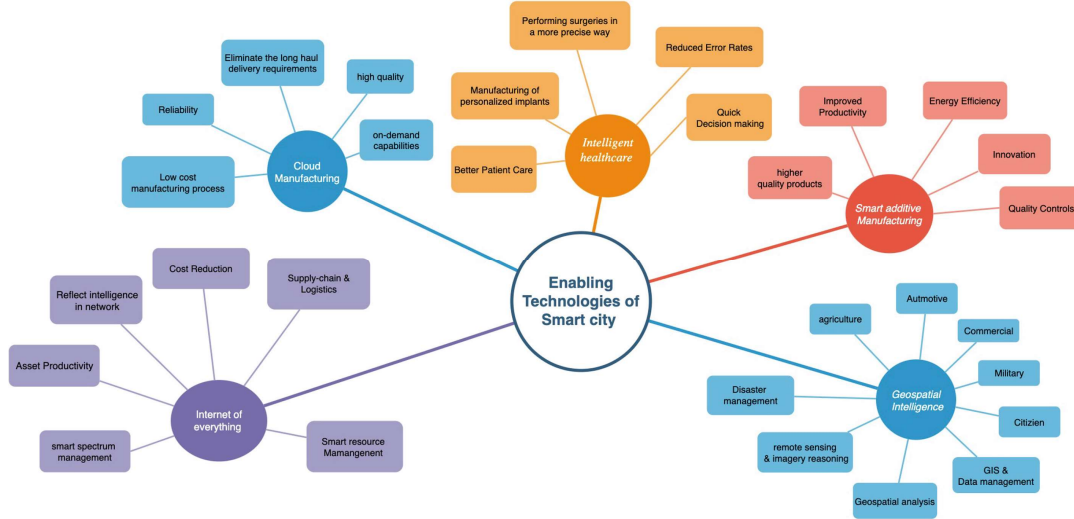 Performing surgeries in
a more precise way
Reduced Error Rates
Manufacturing of
personalized implants
Quick
Decision making
Better Patient Care
Intelligent
healthcare
Eliminate the long haul
delivery requirements
high quality
Reliability
on-demand
capabilities
Low cost
manufacturing process
Cloud
Manufacturing
Improved
Productivity
Energy Efficiency
Innovation
higher
quality products
Quality Controls
Smart additive
Manufacturing
Enabling
Technologies of
Smart city
Cost Reduction
Supply-chain &
Logistics
Reflect intelligence
in network
Asset Productivity
Internet of
everything
smart spectrum
mamagement
Smart resource
Mamangenent
Autmotive
agriculture
Commercial
Military
Disaster
management
Geospatial
Intelligence
Citizien
remote sensing
& imagery reasoning
GIS &
Data management
Geospatial analysis